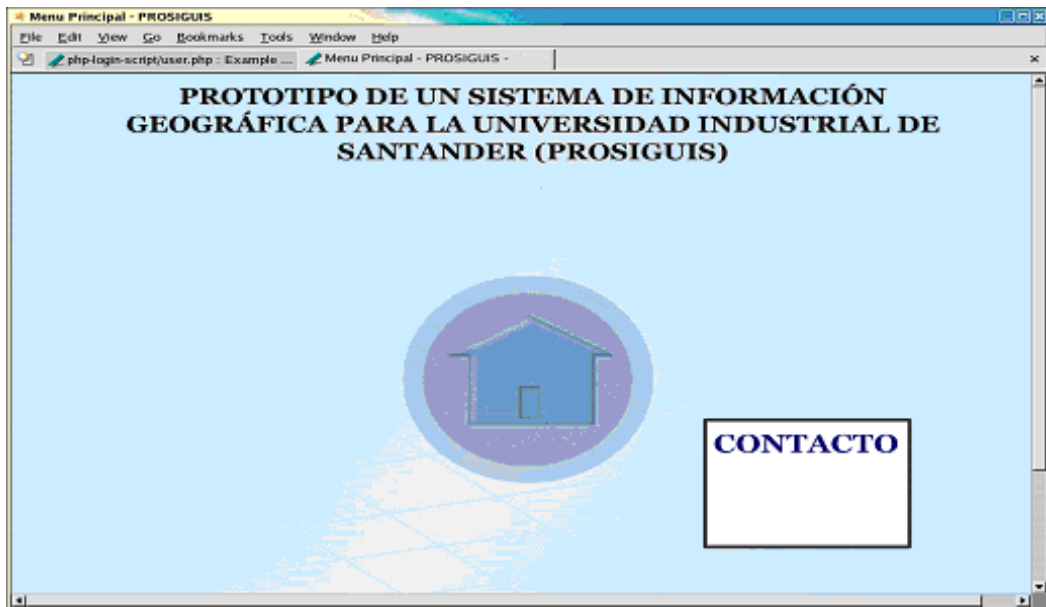 Menu Principal - PROSIGUIS
File Edit View Go Bookmarks Tools Window Help
php-login-script/user.php : Example ... Menu Principal - PROSIGUIS -
PROTOTIPO DE UN SISTEMA DE INFORMACIÓN
GEOGRÁFICA PARA LA UNIVERSIDAD INDUSTRIAL DE
SANTANDER (PROSIGUIS)
CONTACTO